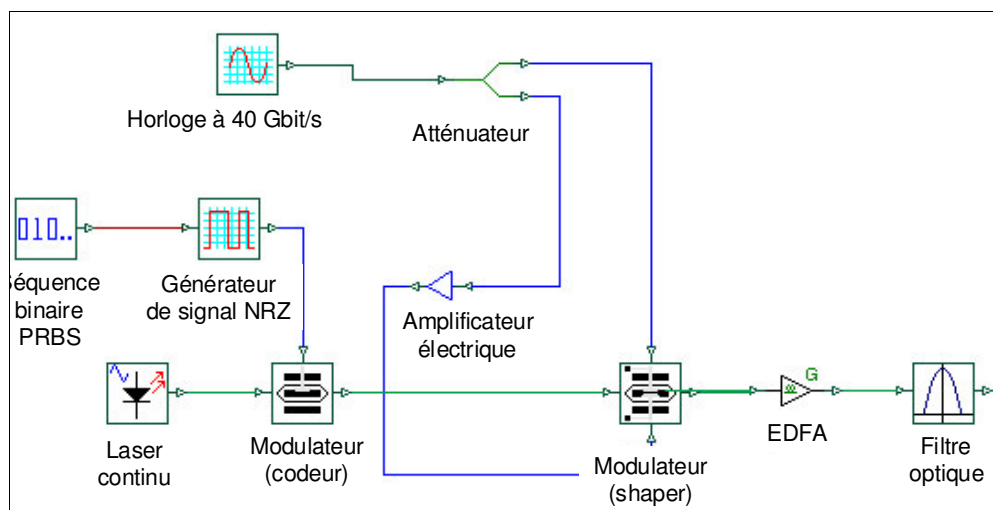 Horloge à 40 Gbit/s
Atténuateur
010..
Séquence
binaire
PRBS
Générateur
de signal NRZ
Amplificateur
électrique
G
Laser
continu
Modulateur
(codeur)
Modulateur
(shaper)
EDFA
Filtre
optique